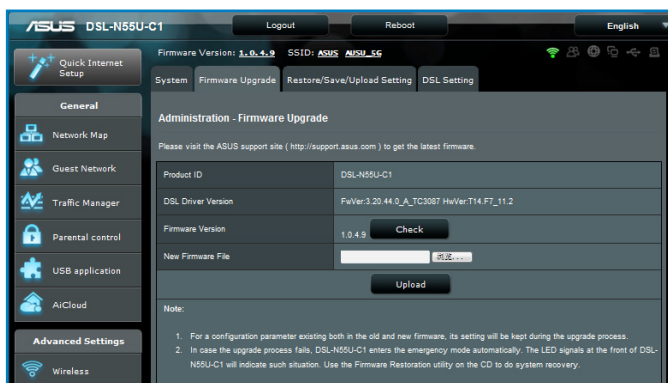 ASUS DSL-N55U-C1 Logout Reboot English
Quick Internet Setup
Firmware Version: 1.0.4.9 SSID: ASUS AUSU_5G
System Firmware Upgrade Restore/Save/Upload Setting DSL Setting
General
Network Map
Guest Network
Traffic Manager
Parental control
USB application
AiCloud
Advanced Settings
Wireless
Administration - Firmware Upgrade
Please visit the ASUS support site ( http://support.asus.com ) to get the latest firmware.
Product ID DSL-N55U-C1
DSL Driver Version FwVer:3.20.44.0_A_TC3087 HwVer:T14.F7_11.2
Firmware Version 1.0.4.9 Check
New Firmware File 浏览...
Upload
Note:
1. For a configuration parameter existing both in the old and new firmware, its setting will be kept during the upgrade process.
2. In case the upgrade process fails, DSL-N55U-C1 enters the emergency mode automatically. The LED signals at the front of DSL-
N55U-C1 will indicate such situation. Use the Firmware Restoration utility on the CD to do system recovery.